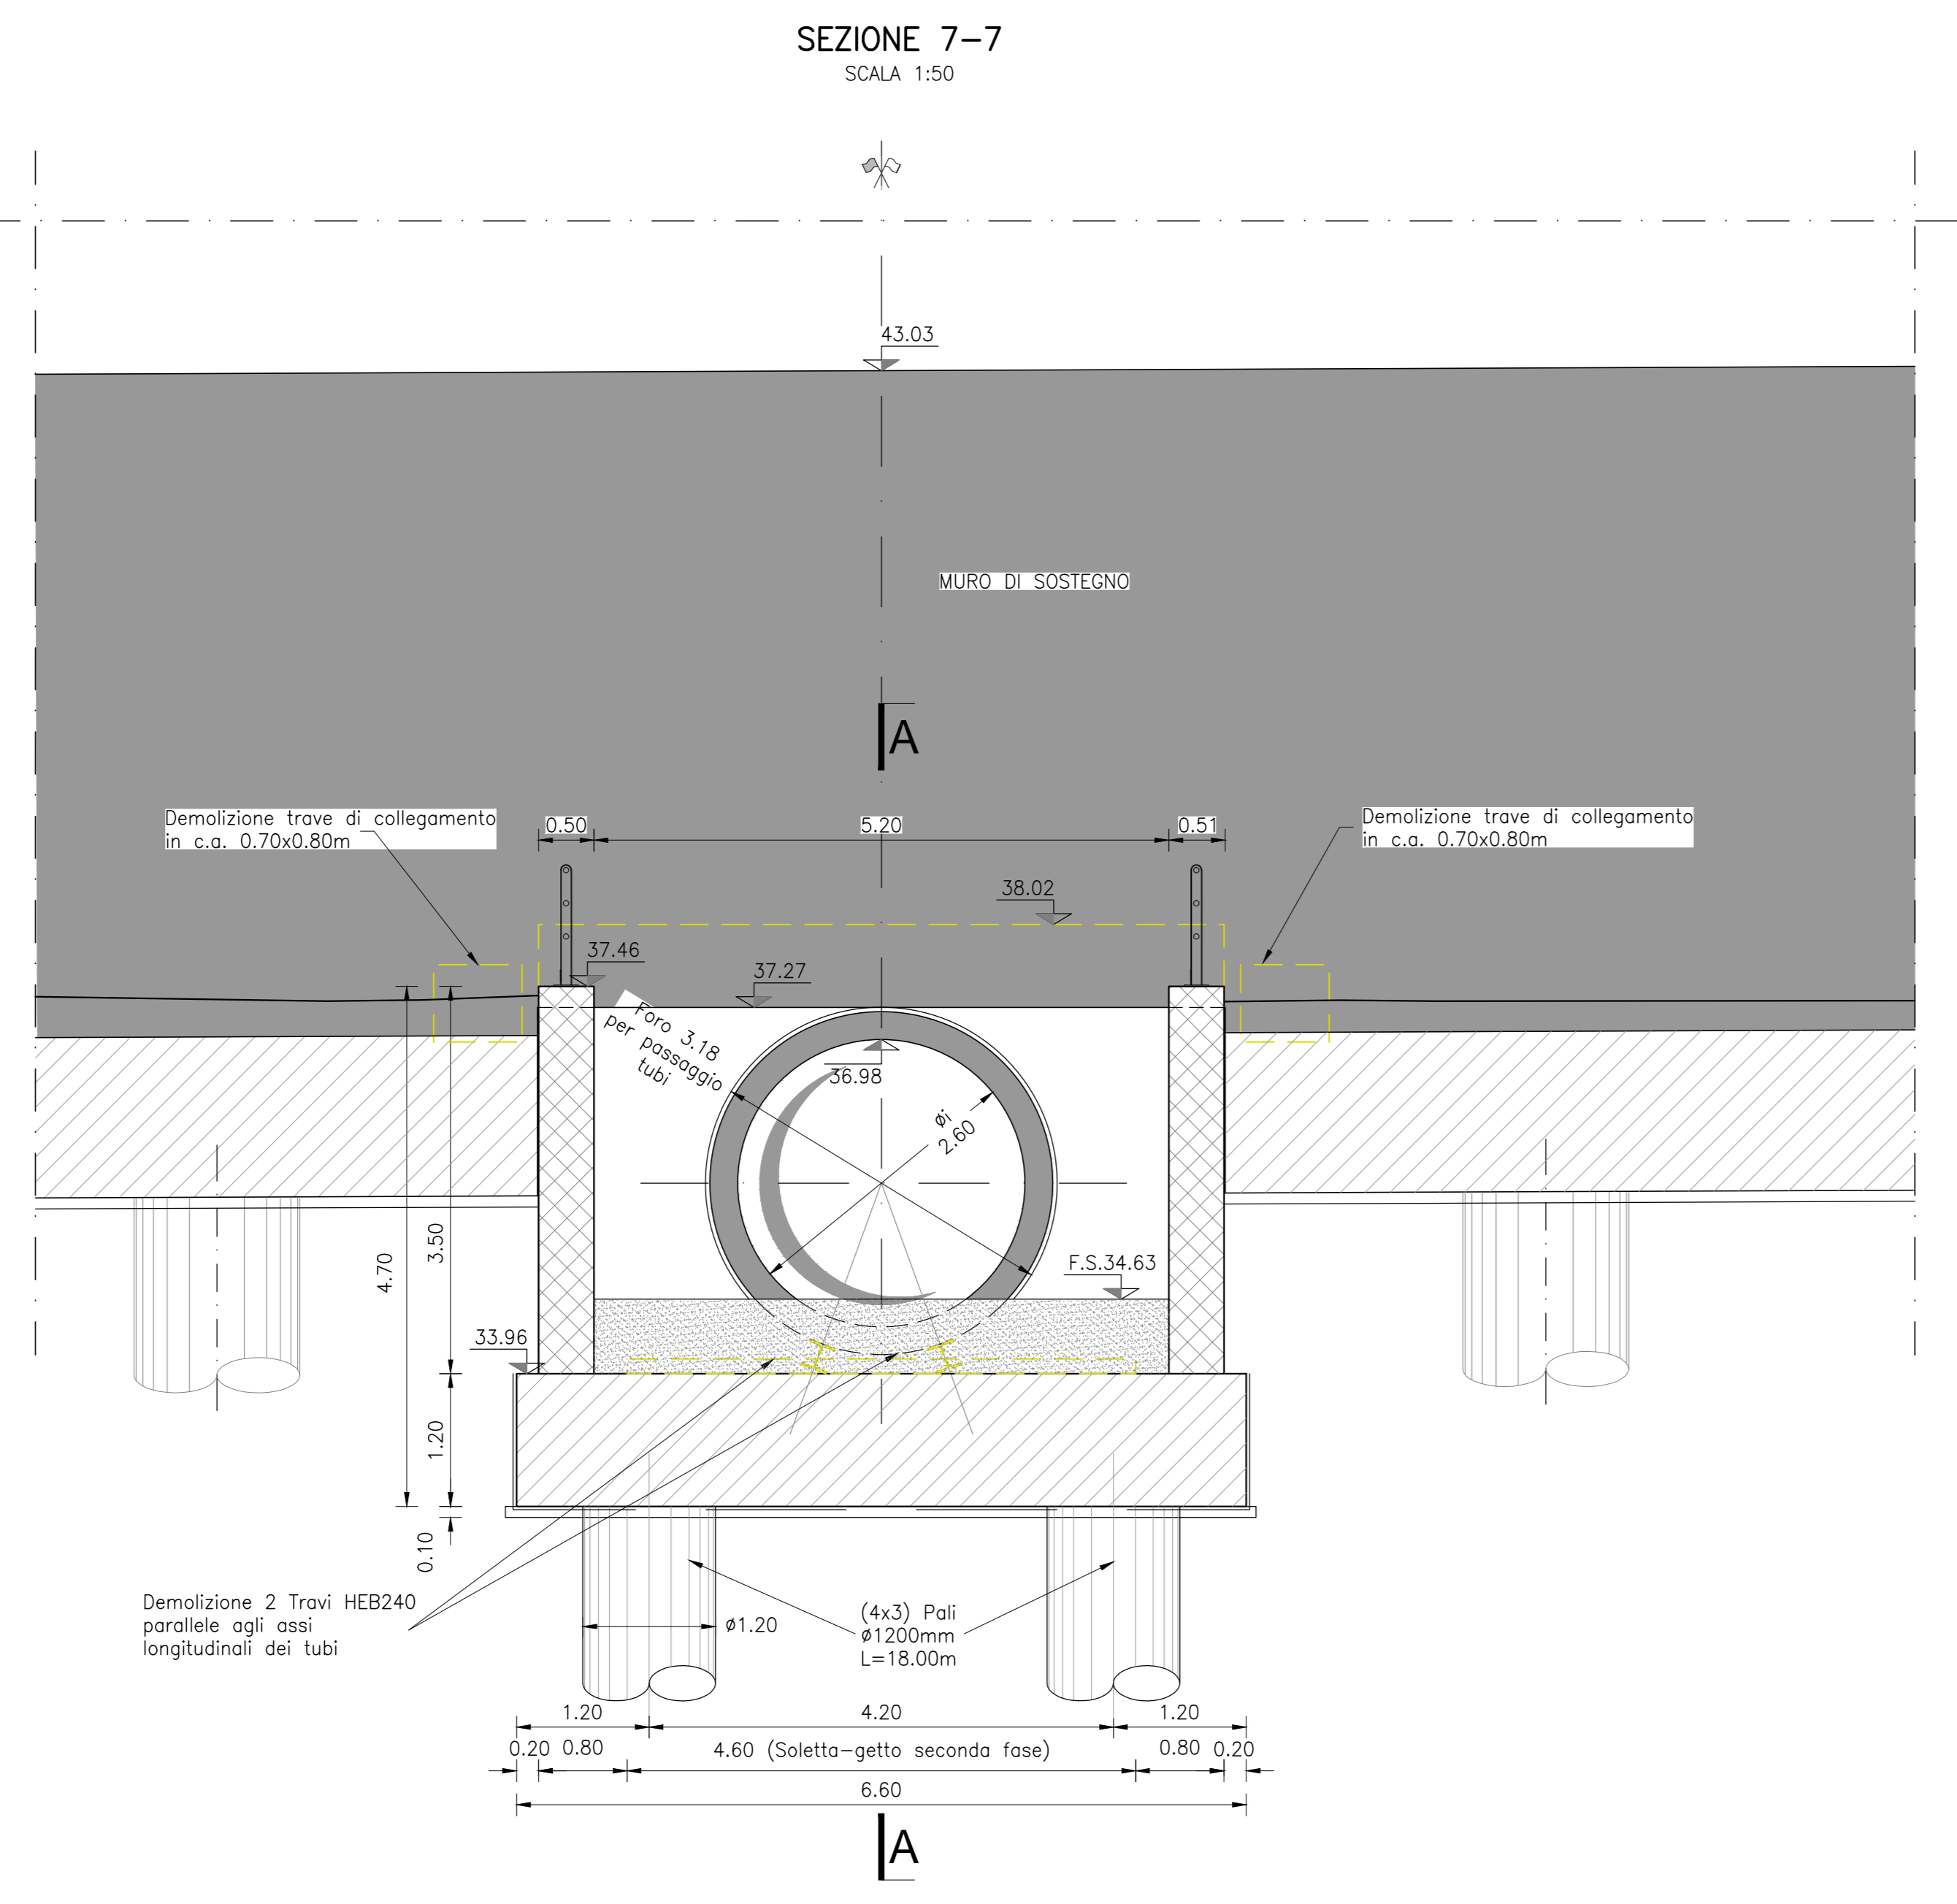 SEZIONE 7-7
SCALA 1:50
43.03
MURO DI SOSTEGNO
A
Demolizione trave di collegamento
in c.a. 0.70x0.80m
0.50
5.20
0.51
Demolizione trave di collegamento
in c.a. 0.70x0.80m
38.02
37.46
37.27
Foro 3.18
per passaggio
tubi
36.98
øi
2.60
3.50
4.70
F.S.34.63
33.96
1.20
0.10
Demolizione 2 Travi HEB240
parallele agli assi
longitudinali dei tubi
ø1.20
(4x3) Pali
ø1200mm
L=18.00m
1.20
4.20
1.20
0.20
0.80
4.60 (Soletta-getto seconda fase)
0.80
0.20
6.60
A